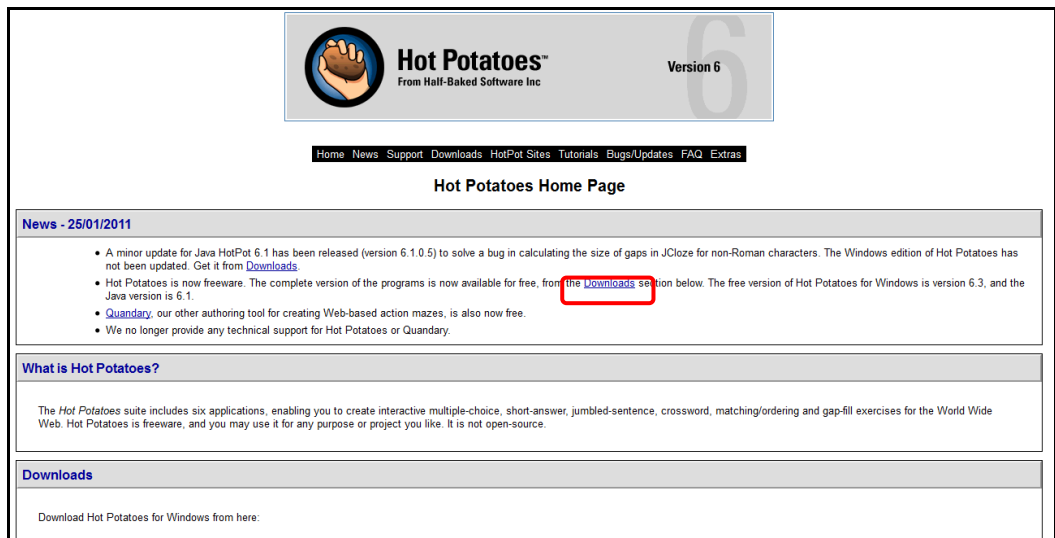 Hot Potatoes™
From Half-Baked Software Inc
Version 6
6
Home News Support Downloads HotPot Sites Tutorials Bugs/Updates FAQ Extras
Hot Potatoes Home Page
News - 25/01/2011
• A minor update for Java HotPot 6.1 has been released (version 6.1.0.5) to solve a bug in calculating the size of gaps in JCloze for non-Roman characters. The Windows edition of Hot Potatoes has
not been updated. Get it from Downloads.
• Hot Potatoes is now freeware. The complete version of the programs is now available for free, from the Downloads section below. The free version of Hot Potatoes for Windows is version 6.3, and the
Java version is 6.1.
• Quandary, our other authoring tool for creating Web-based action mazes, is also now free.
• We no longer provide any technical support for Hot Potatoes or Quandary.
What is Hot Potatoes?
The Hot Potatoes suite includes six applications, enabling you to create interactive multiple-choice, short-answer, jumbled-sentence, crossword, matching/ordering and gap-fill exercises for the World Wide
Web. Hot Potatoes is freeware, and you may use it for any purpose or project you like. It is not open-source.
Downloads
Download Hot Potatoes for Windows from here: